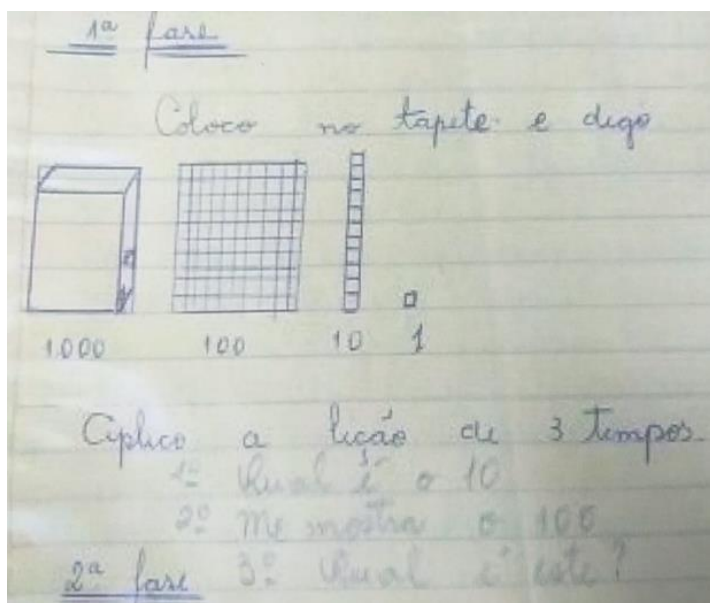 1ª fase
Coloco no tapete e digo
1.000 100 10 1
Aplico a lição de 3 tempos.
1º Qual é o 10
2º Me mostra o 100
3º Qual é este?
2ª fase